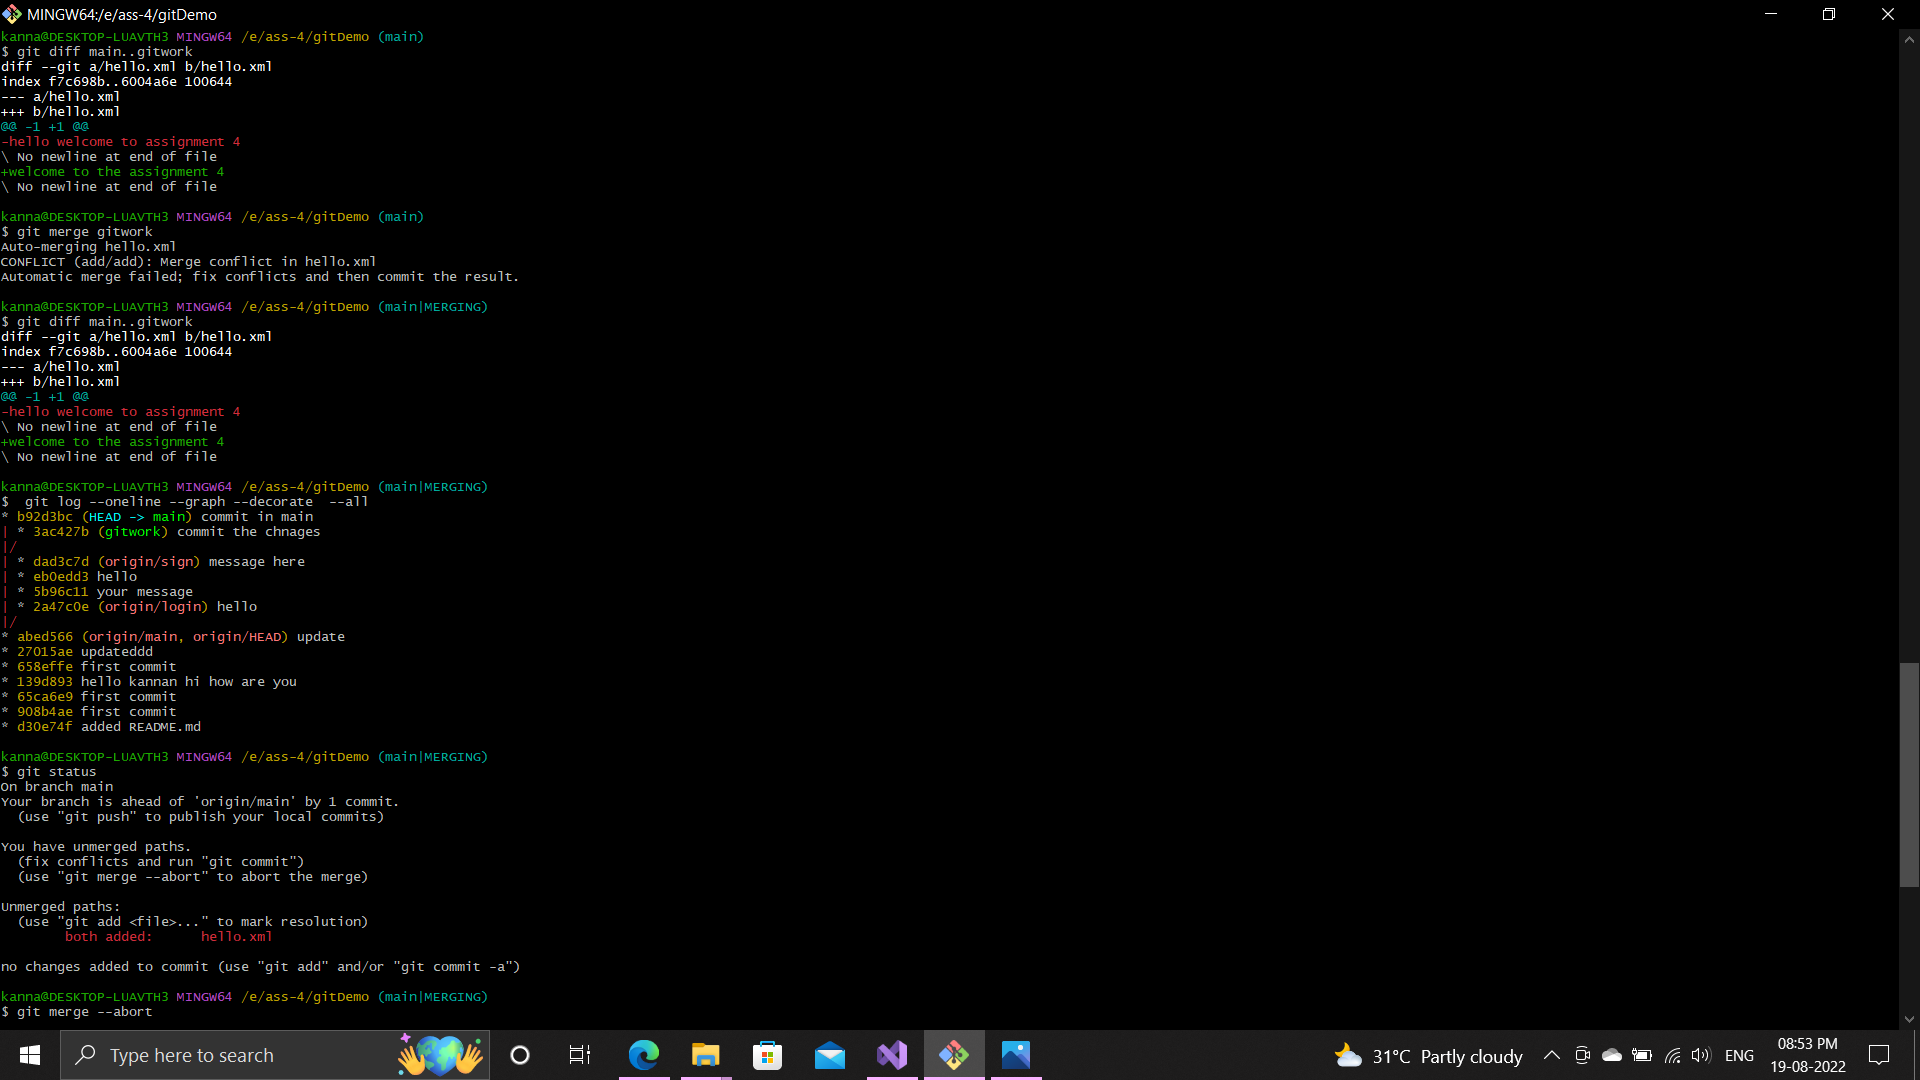 MINGW64:/e/ass-4/gitDemo
kanna@DESKTOP-LUAVTH3 MINGW64 /e/ass-4/gitDemo (main)
$ git diff main..gitwork
diff --git a/hello.xml b/hello.xml
index f7c698b..6004a6e 100644
--- a/hello.xml
+++ b/hello.xml
@@ -1 +1 @@
-hello welcome to assignment 4
\ No newline at end of file
+welcome to the assignment 4
\ No newline at end of file

kanna@DESKTOP-LUAVTH3 MINGW64 /e/ass-4/gitDemo (main)
$ git merge gitwork
Auto-merging hello.xml
CONFLICT (add/add): Merge conflict in hello.xml
Automatic merge failed; fix conflicts and then commit the result.

kanna@DESKTOP-LUAVTH3 MINGW64 /e/ass-4/gitDemo (main|MERGING)
$ git diff main..gitwork
diff --git a/hello.xml b/hello.xml
index f7c698b..6004a6e 100644
--- a/hello.xml
+++ b/hello.xml
@@ -1 +1 @@
-hello welcome to assignment 4
\ No newline at end of file
+welcome to the assignment 4
\ No newline at end of file

kanna@DESKTOP-LUAVTH3 MINGW64 /e/ass-4/gitDemo (main|MERGING)
$  git log --oneline --graph --decorate  --all
* b92d3bc (HEAD -> main) commit in main
| * 3ac427b (gitwork) commit the chnages
|/
| * dad3c7d (origin/sign) message here
| * eb0edd3 hello
| * 5b96c11 your message
| * 2a47c0e (origin/login) hello
|/
* abed566 (origin/main, origin/HEAD) update
* 27015ae updateddd
* 658effe first commit
* 139d893 hello kannan hi how are you
* 65ca6e9 first commit
* 908b4ae first commit
* d30e74f added README.md

kanna@DESKTOP-LUAVTH3 MINGW64 /e/ass-4/gitDemo (main|MERGING)
$ git status
On branch main
Your branch is ahead of 'origin/main' by 1 commit.
  (use "git push" to publish your local commits)

You have unmerged paths.
  (fix conflicts and run "git commit")
  (use "git merge --abort" to abort the merge)

Unmerged paths:
  (use "git add <file>..." to mark resolution)
        both added:      hello.xml

no changes added to commit (use "git add" and/or "git commit -a")

kanna@DESKTOP-LUAVTH3 MINGW64 /e/ass-4/gitDemo (main|MERGING)
$ git merge --abort
Type here to search
31°C Partly cloudy
ENG
08:53 PM
19-08-2022